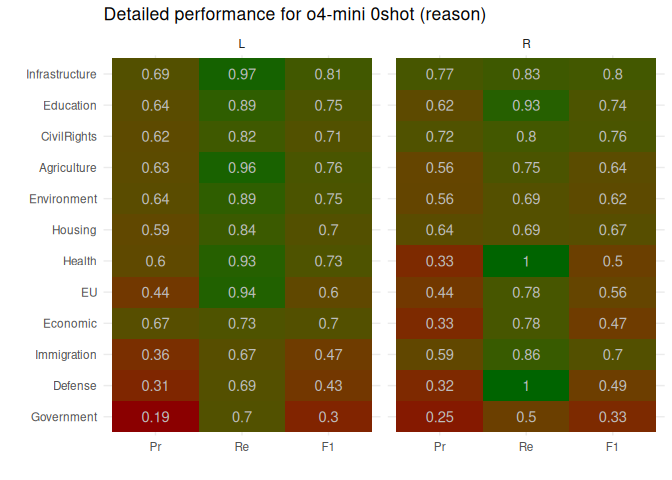 Detailed performance for o4-mini 0shot (reason)
L R
Infrastructure 0.69 0.97 0.81 0.77 0.83 0.8
Education 0.64 0.89 0.75 0.62 0.93 0.74
CivilRights 0.62 0.82 0.71 0.72 0.8 0.76
Agriculture 0.63 0.96 0.76 0.56 0.75 0.64
Environment 0.64 0.89 0.75 0.56 0.69 0.62
Housing 0.59 0.84 0.7 0.64 0.69 0.67
Health 0.6 0.93 0.73 0.33 1 0.5
EU 0.44 0.94 0.6 0.44 0.78 0.56
Economic 0.67 0.73 0.7 0.33 0.78 0.47
Immigration 0.36 0.67 0.47 0.59 0.86 0.7
Defense 0.31 0.69 0.43 0.32 1 0.49
Government 0.19 0.7 0.3 0.25 0.5 0.33
Pr Re F1 Pr Re F1